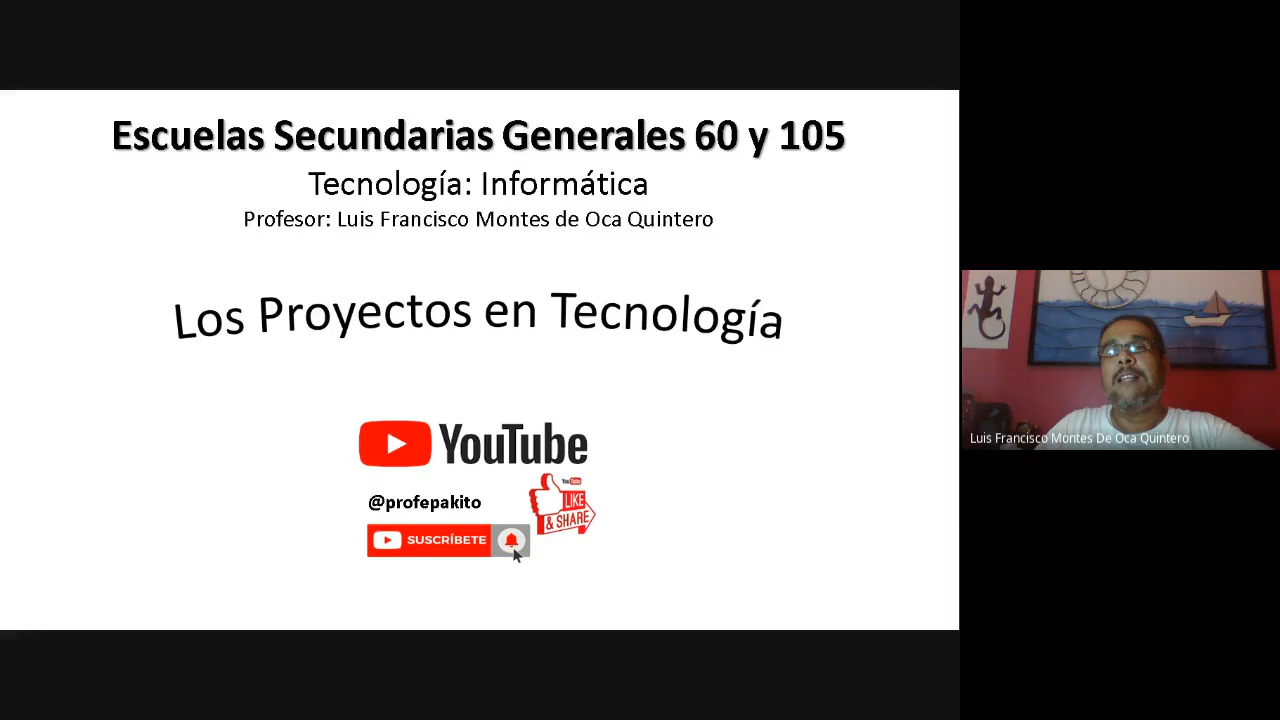 Escuelas Secundarias Generales 60 y 105
Tecnología: Informática
Profesor: Luis Francisco Montes de Oca Quintero
Los Proyectos en Tecnología
YouTube
@profepakito
YouTube
LIKE
& SHARE
SUSCRÍBETE
Luis Francisco Montes De Oca Quintero